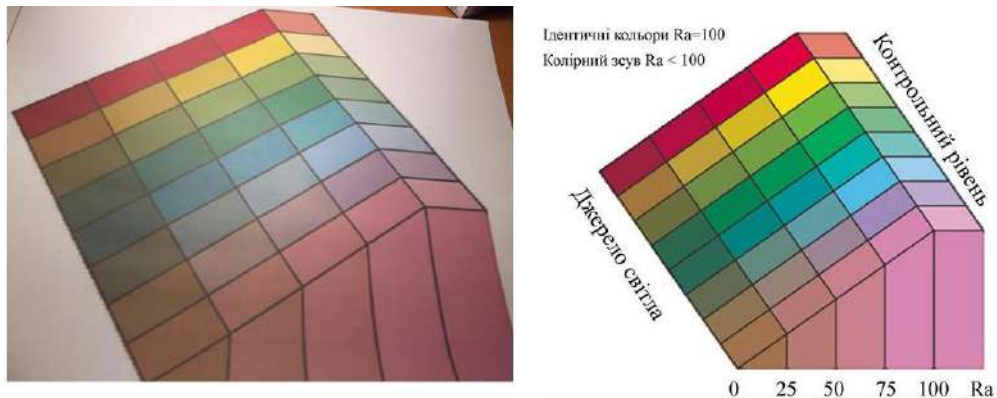 Ідентичні кольори Ra=100
Колірний зсув Ra < 100
Контрольний рівень
Джерело світла
0 25 50 75 100 Ra